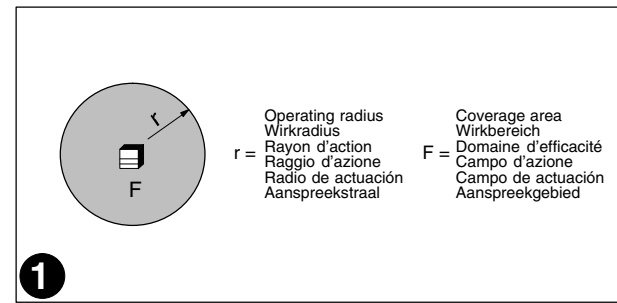 r
F
r =
Operating radius
Wirkradius
Rayon d'action
Raggio d'azione
Radio de actuación
Aanspreekstraal
F =
Coverage area
Wirkbereich
Domaine d'efficacité
Campo d'azione
Campo de actuación
Aanspreekgebied
1